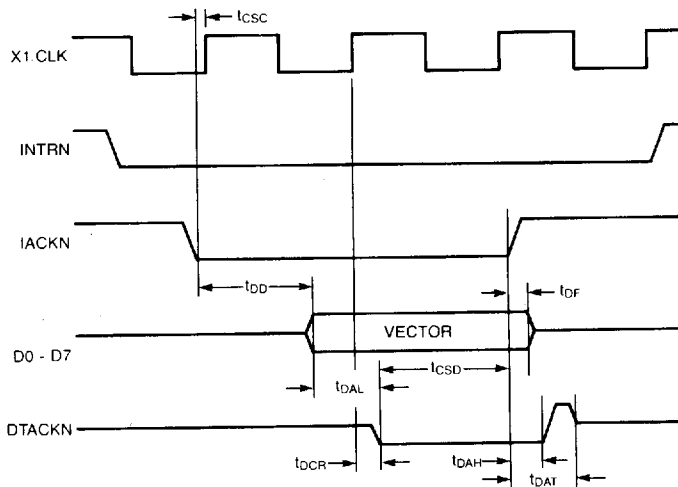 tCSC
X1.CLK
INTRN
IACKN
tDD
tDF
VECTOR
D0 - D7
tCSD
tDAL
DTACKN
tDCR
tDAH
tDAT